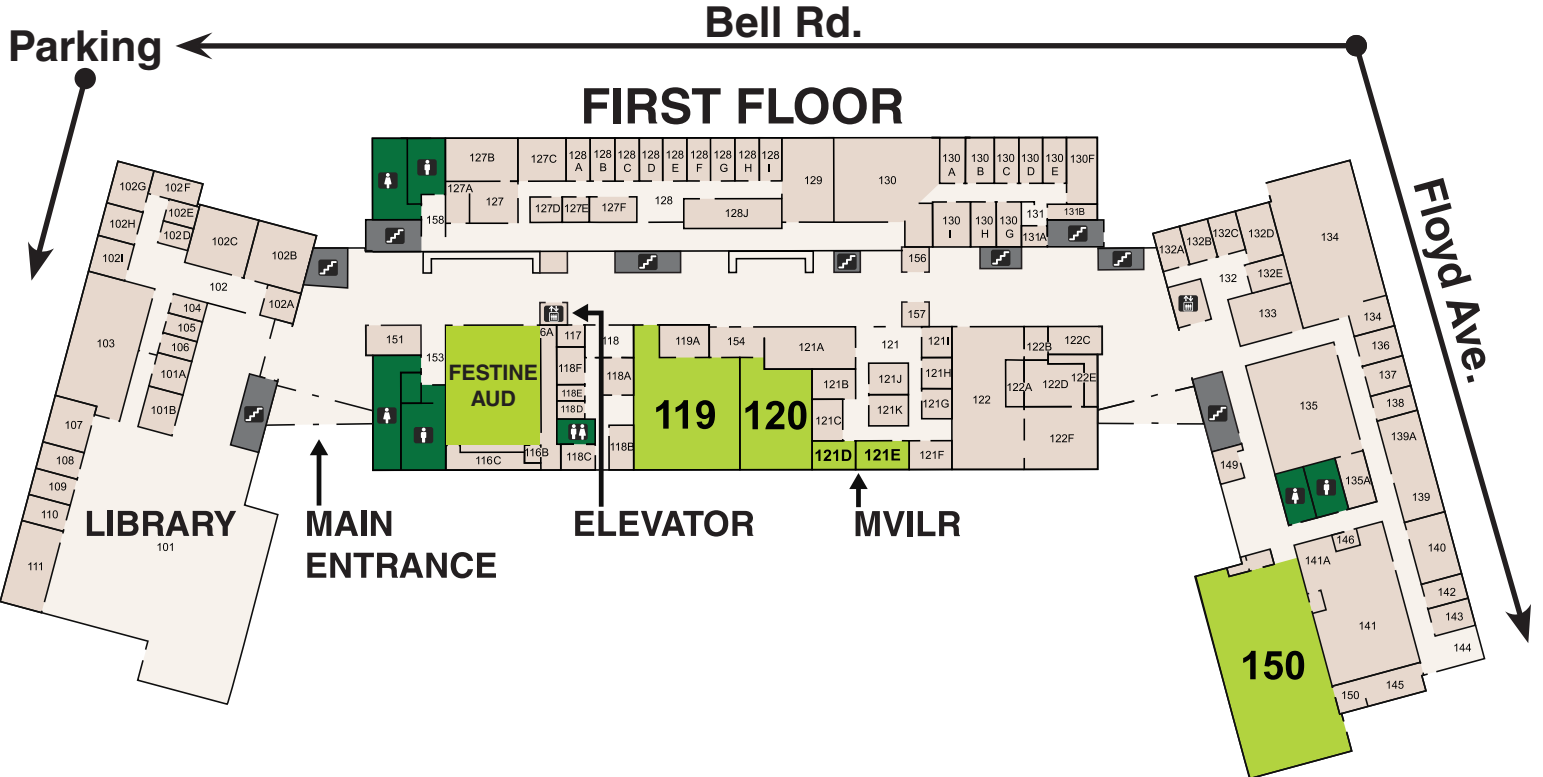 Bell Rd.
Parking
FIRST FLOOR
Floyd Ave.
102G
102F
102E
102H
102D
102C
102B
102I
102
102A
104
103
105
106
101A
101B
107
108
109
110
111
LIBRARY
101
MAIN
ENTRANCE
127B
127C
128
A
128
B
128
C
128
D
128
E
128
F
128
G
128
H
128
I
127A
127
127D
127E
127F
128
128J
158
129
130
130
A
130
B
130
C
130
D
130
E
130F
130
I
130
H
130
G
131
131A
131B
156
157
151
153
FESTINE
AUD
6A
117
118
118F
118A
118E
118D
118B
118C
116C
116B
ELEVATOR
119A
154
119
120
121A
121
121I
121B
121J
121H
121C
121K
121G
121D
121E
121F
MVILR
122
122B
122C
122A
122D
122E
122F
132A
132B
132C
132D
132
132E
133
134
134
136
137
138
135
139A
135A
139
149
146
141A
140
142
143
141
144
145
150
150